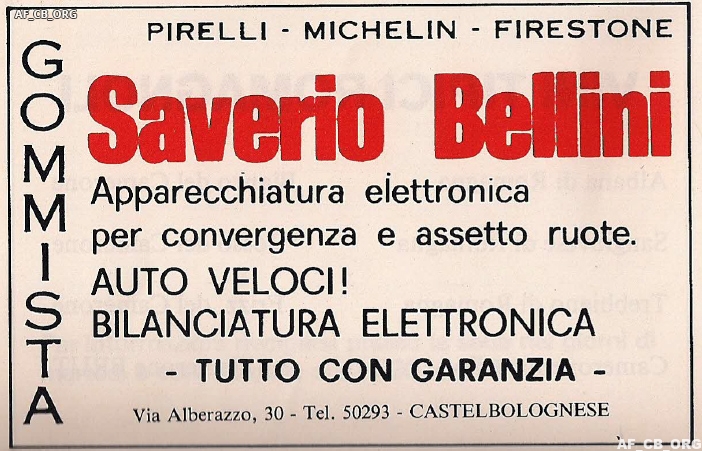 AF_CB_ORG
PIRELLI - MICHELIN - FIRESTONE
GOMMISTA
Saverio Bellini
Apparecchiatura elettronica
per convergenza e assetto ruote.
AUTO VELOCI!
BILANCIATURA ELETTRONICA
- TUTTO CON GARANZIA -
Via Alberazzo, 30 - Tel. 50293 - CASTELBOLOGNESE
AF_CB_ORG